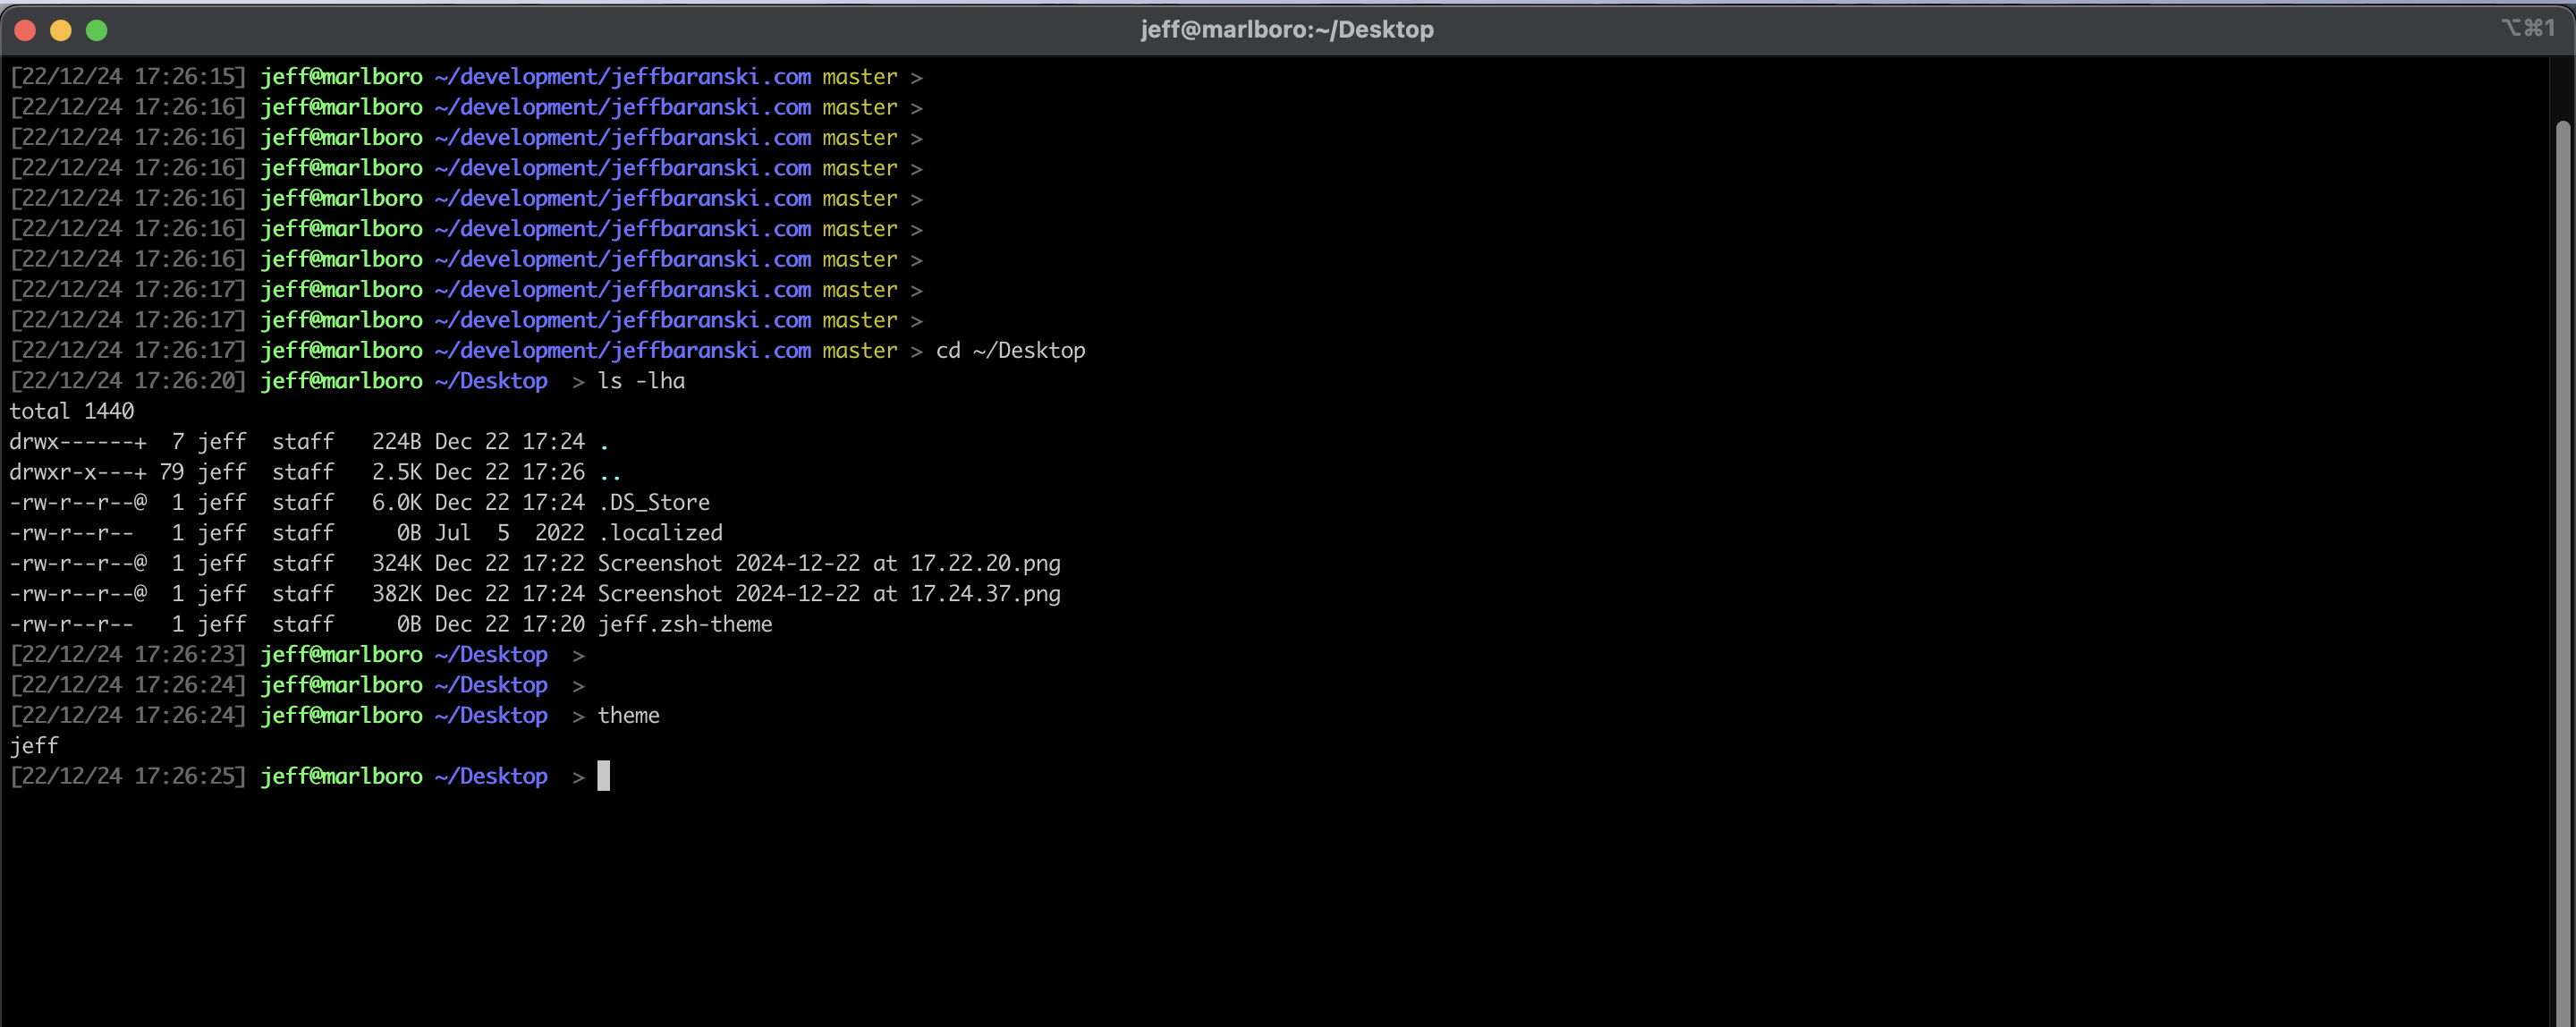 jeff@marlboro:~/Desktop ⌥⌘1
[22/12/24 17:26:15] jeff@marlboro ~/development/jeffbaranski.com master >
[22/12/24 17:26:16] jeff@marlboro ~/development/jeffbaranski.com master >
[22/12/24 17:26:16] jeff@marlboro ~/development/jeffbaranski.com master >
[22/12/24 17:26:16] jeff@marlboro ~/development/jeffbaranski.com master >
[22/12/24 17:26:16] jeff@marlboro ~/development/jeffbaranski.com master >
[22/12/24 17:26:16] jeff@marlboro ~/development/jeffbaranski.com master >
[22/12/24 17:26:16] jeff@marlboro ~/development/jeffbaranski.com master >
[22/12/24 17:26:17] jeff@marlboro ~/development/jeffbaranski.com master >
[22/12/24 17:26:17] jeff@marlboro ~/development/jeffbaranski.com master >
[22/12/24 17:26:17] jeff@marlboro ~/development/jeffbaranski.com master > cd ~/Desktop
[22/12/24 17:26:20] jeff@marlboro ~/Desktop  > ls -lha
total 1440
drwx------+  7 jeff  staff   224B Dec 22 17:24 .
drwxr-x---+ 79 jeff  staff   2.5K Dec 22 17:26 ..
-rw-r--r--@  1 jeff  staff   6.0K Dec 22 17:24 .DS_Store
-rw-r--r--   1 jeff  staff     0B Jul  5  2022 .localized
-rw-r--r--@  1 jeff  staff   324K Dec 22 17:22 Screenshot 2024-12-22 at 17.22.20.png
-rw-r--r--@  1 jeff  staff   382K Dec 22 17:24 Screenshot 2024-12-22 at 17.24.37.png
-rw-r--r--   1 jeff  staff     0B Dec 22 17:20 jeff.zsh-theme
[22/12/24 17:26:23] jeff@marlboro ~/Desktop  >
[22/12/24 17:26:24] jeff@marlboro ~/Desktop  >
[22/12/24 17:26:24] jeff@marlboro ~/Desktop  > theme
jeff
[22/12/24 17:26:25] jeff@marlboro ~/Desktop  >